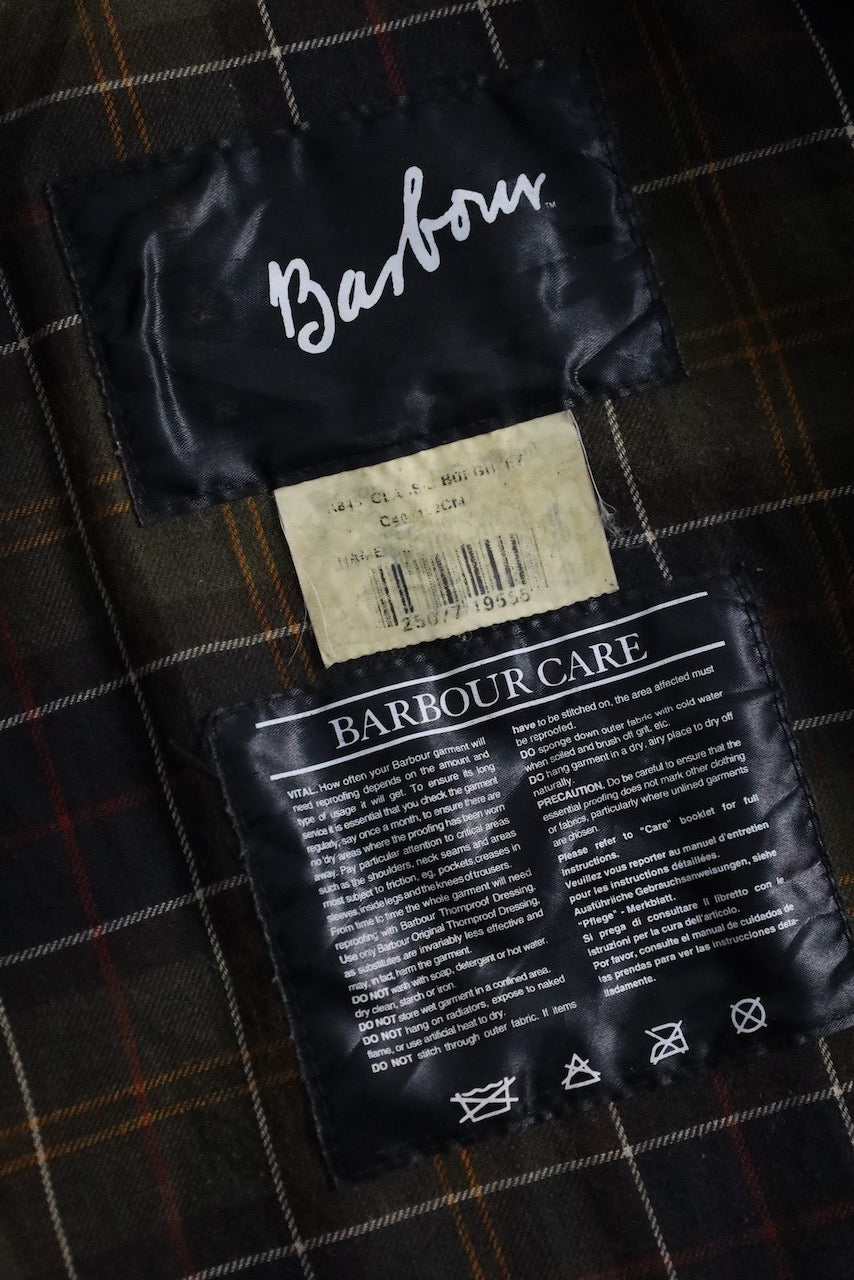 Barbour™
C40/102CM
NAME
25077 19555
BARBOUR CARE
VITAL. How often your Barbour garment will
need reproofing depends on the amount and
type of usage it will get. To ensure its long
service it is essential that you check the garment
regularly, say once a month, to ensure there are
no 'dry' areas where the proofing has been worn
away. Pay particular attention to critical areas
such as the shoulders, neck seams and areas
most subject to friction, eg. pockets, creases in
sleeves, inside legs and the knees of trousers.
From time to time the whole garment will need
reproofing with Barbour Thornproof Dressing.
Use only Barbour Original Thornproof Dressing,
as substitutes are invariably less effective and
may, in fact, harm the garment.
DO NOT wash with soap, detergent or hot water,
dry clean, starch or iron.
DO NOT store wet garment in a confined area.
DO NOT hang on radiators, expose to naked
flame, or use artificial heat to dry.
DO NOT stitch through outer fabric. If items
have to be stitched on, the area affected must
be reproofed.
DO sponge down outer fabric with cold water
when soiled and brush off grit, etc.
DO hang garment in a dry, airy place to dry off
naturally.
PRECAUTION. Do be careful to ensure that the
essential proofing does not mark other clothing
or fabrics, particularly where unlined garments
are chosen.
Please refer to "Care" booklet for full
instructions.
Veuillez vous reporter au manuel d'entretien
pour les instructions détaillées.
Ausführliche Gebrauchsanweisungen, siehe
"Pflege" - Merkblatt.
Si prega di consultare il libretto con le
istruzioni per la cura dell'articolo.
Por favor, consulte el manual de cuidados de
las prendas para ver las instrucciones deta-
lladamente.